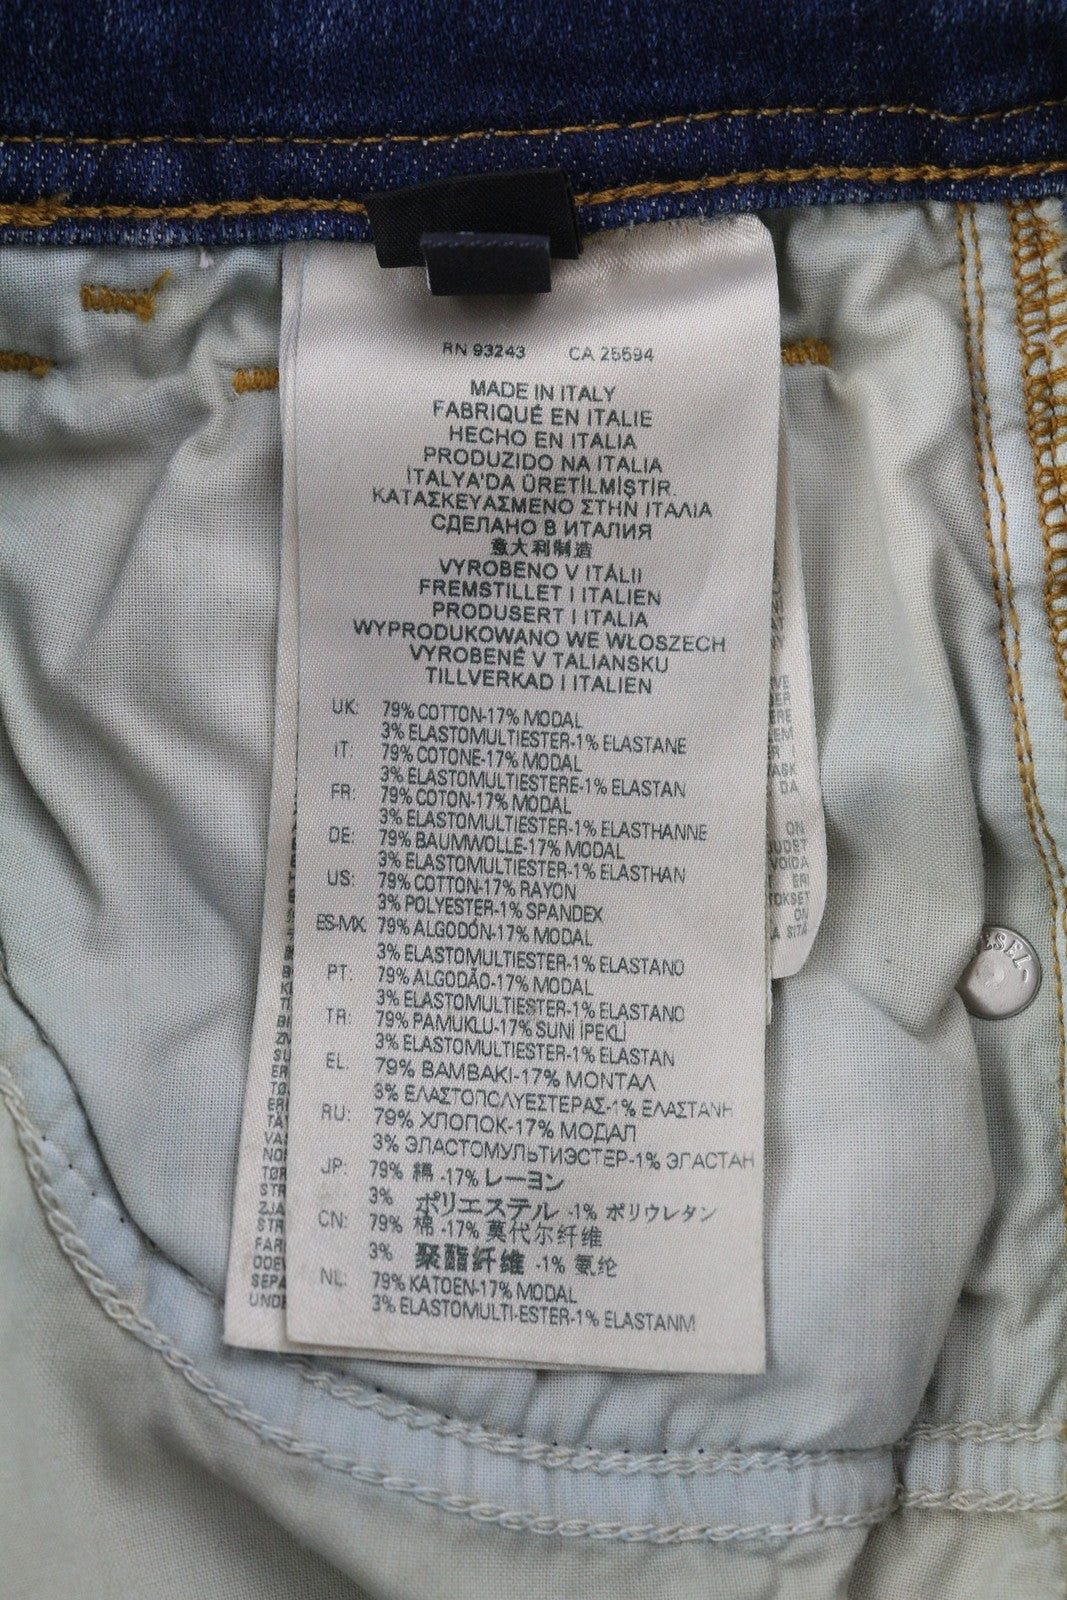 RN 93243 CA 25594
MADE IN ITALY
FABRIQUÉ EN ITALIE
HECHO EN ITALIA
PRODUZIDO NA ITALIA
İTALYA'DA ÜRETİLMİŞTİR.
ΚΑΤΑΣΚΕΥΑΣΜΕΝΟ ΣΤΗΝ ΙΤΑΛΙΑ
СДЕЛАНО В ИТАЛИЯ
意大利制造
VYROBENO V ITÁLII
FREMSTILLET I ITALIEN
PRODUSERT I ITALIA
WYPRODUKOWANO WE WŁOSZECH
VYROBENÉ V TALIANSKU
TILLVERKAD I ITALIEN
UK: 79% COTTON-17% MODAL
3% ELASTOMULTIESTER-1% ELASTANE
IT: 79% COTONE-17% MODAL
3% ELASTOMULTIESTERE-1% ELASTAN
FR: 79% COTON-17% MODAL
3% ELASTOMULTIESTER-1% ELASTHANNE
DE: 79% BAUMWOLLE-17% MODAL
3% ELASTOMULTIESTER-1% ELASTHAN
US: 79% COTTON-17% RAYON
3% POLYESTER-1% SPANDEX
ES-MX: 79% ALGODÓN-17% MODAL
3% ELASTOMULTIESTER-1% ELASTANO
PT: 79% ALGODÃO-17% MODAL
3% ELASTOMULTIESTER-1% ELASTANO
TR: 79% PAMUKLU-17% SUNİ İPEKLİ
3% ELASTOMULTIESTER-1% ELASTAN
EL: 79% ΒΑΜΒΑΚΙ-17% ΜΟΝΤΑΛ
3% ΕΛΑΣΤΟΠΟΛΥΕΣΤΕΡΑΣ-1% ΕΛΑΣΤΑΝΗ
RU: 79% ХЛОПОК-17% МОДАЛ
3% ЭЛАСТОМУЛЬТИЭСТЕР-1% ЭГАСТАН
JP: 79% 綿 -17% レーヨン
3% ポリエステル -1% ポリウレタン
CN: 79% 棉 -17% 莫代尔纤维
3% 聚酯纤维 -1% 氨纶
NL: 79% KATOEN-17% MODAL
3% ELASTOMULTI-ESTER-1% ELASTANM